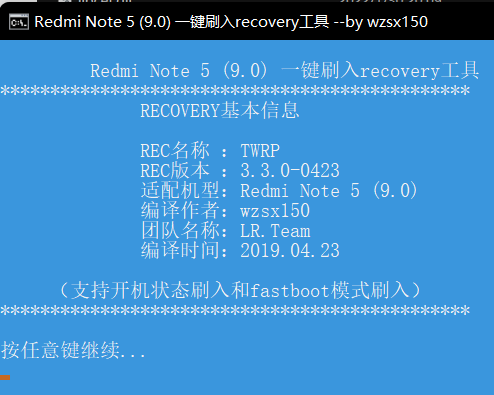 Redmi Note 5 (9.0) 一键刷入recovery工具 --by wzsx150
Redmi Note 5 (9.0) 一键刷入recovery工具
***********************************************
RECOVERY基本信息
REC名称 : TWRP
REC版本 : 3.3.0-0423
适配机型: Redmi Note 5 (9.0)
编译作者: wzsx150
团队名称: LR.Team
编译时间: 2019.04.23
（支持开机状态刷入和fastboot模式刷入）
***********************************************
按任意键继续...